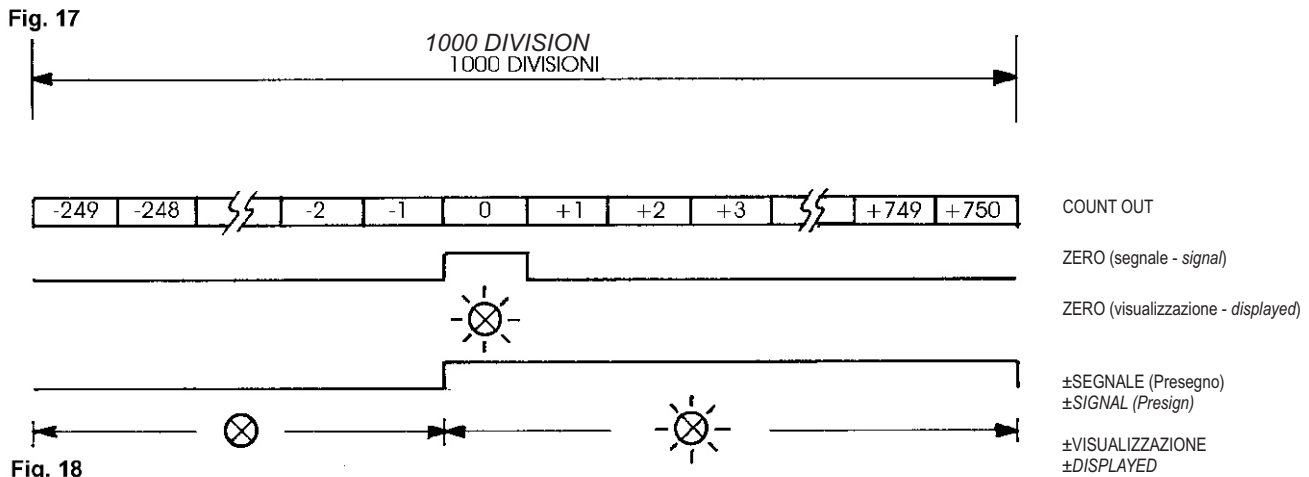 Fig. 17
1000 DIVISION
1000 DIVISIONI
-249 -248 -2 -1 0 +1 +2 +3 +749 +750 COUNT OUT
ZERO (segnale - signal)
ZERO (visualizzazione - displayed)
±SEGNALE (Presegno)
±SIGNAL (Presign)
±VISUALIZZAZIONE
±DISPLAYED
Fig. 18